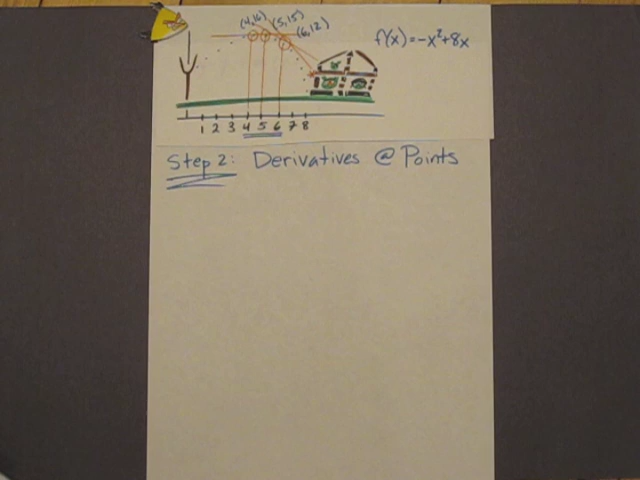 (4,16) (5,15)
(6,12)
f(x)=-x²+8x
1 2 3 4 5 6 7 8
Step 2: Derivatives @ Points